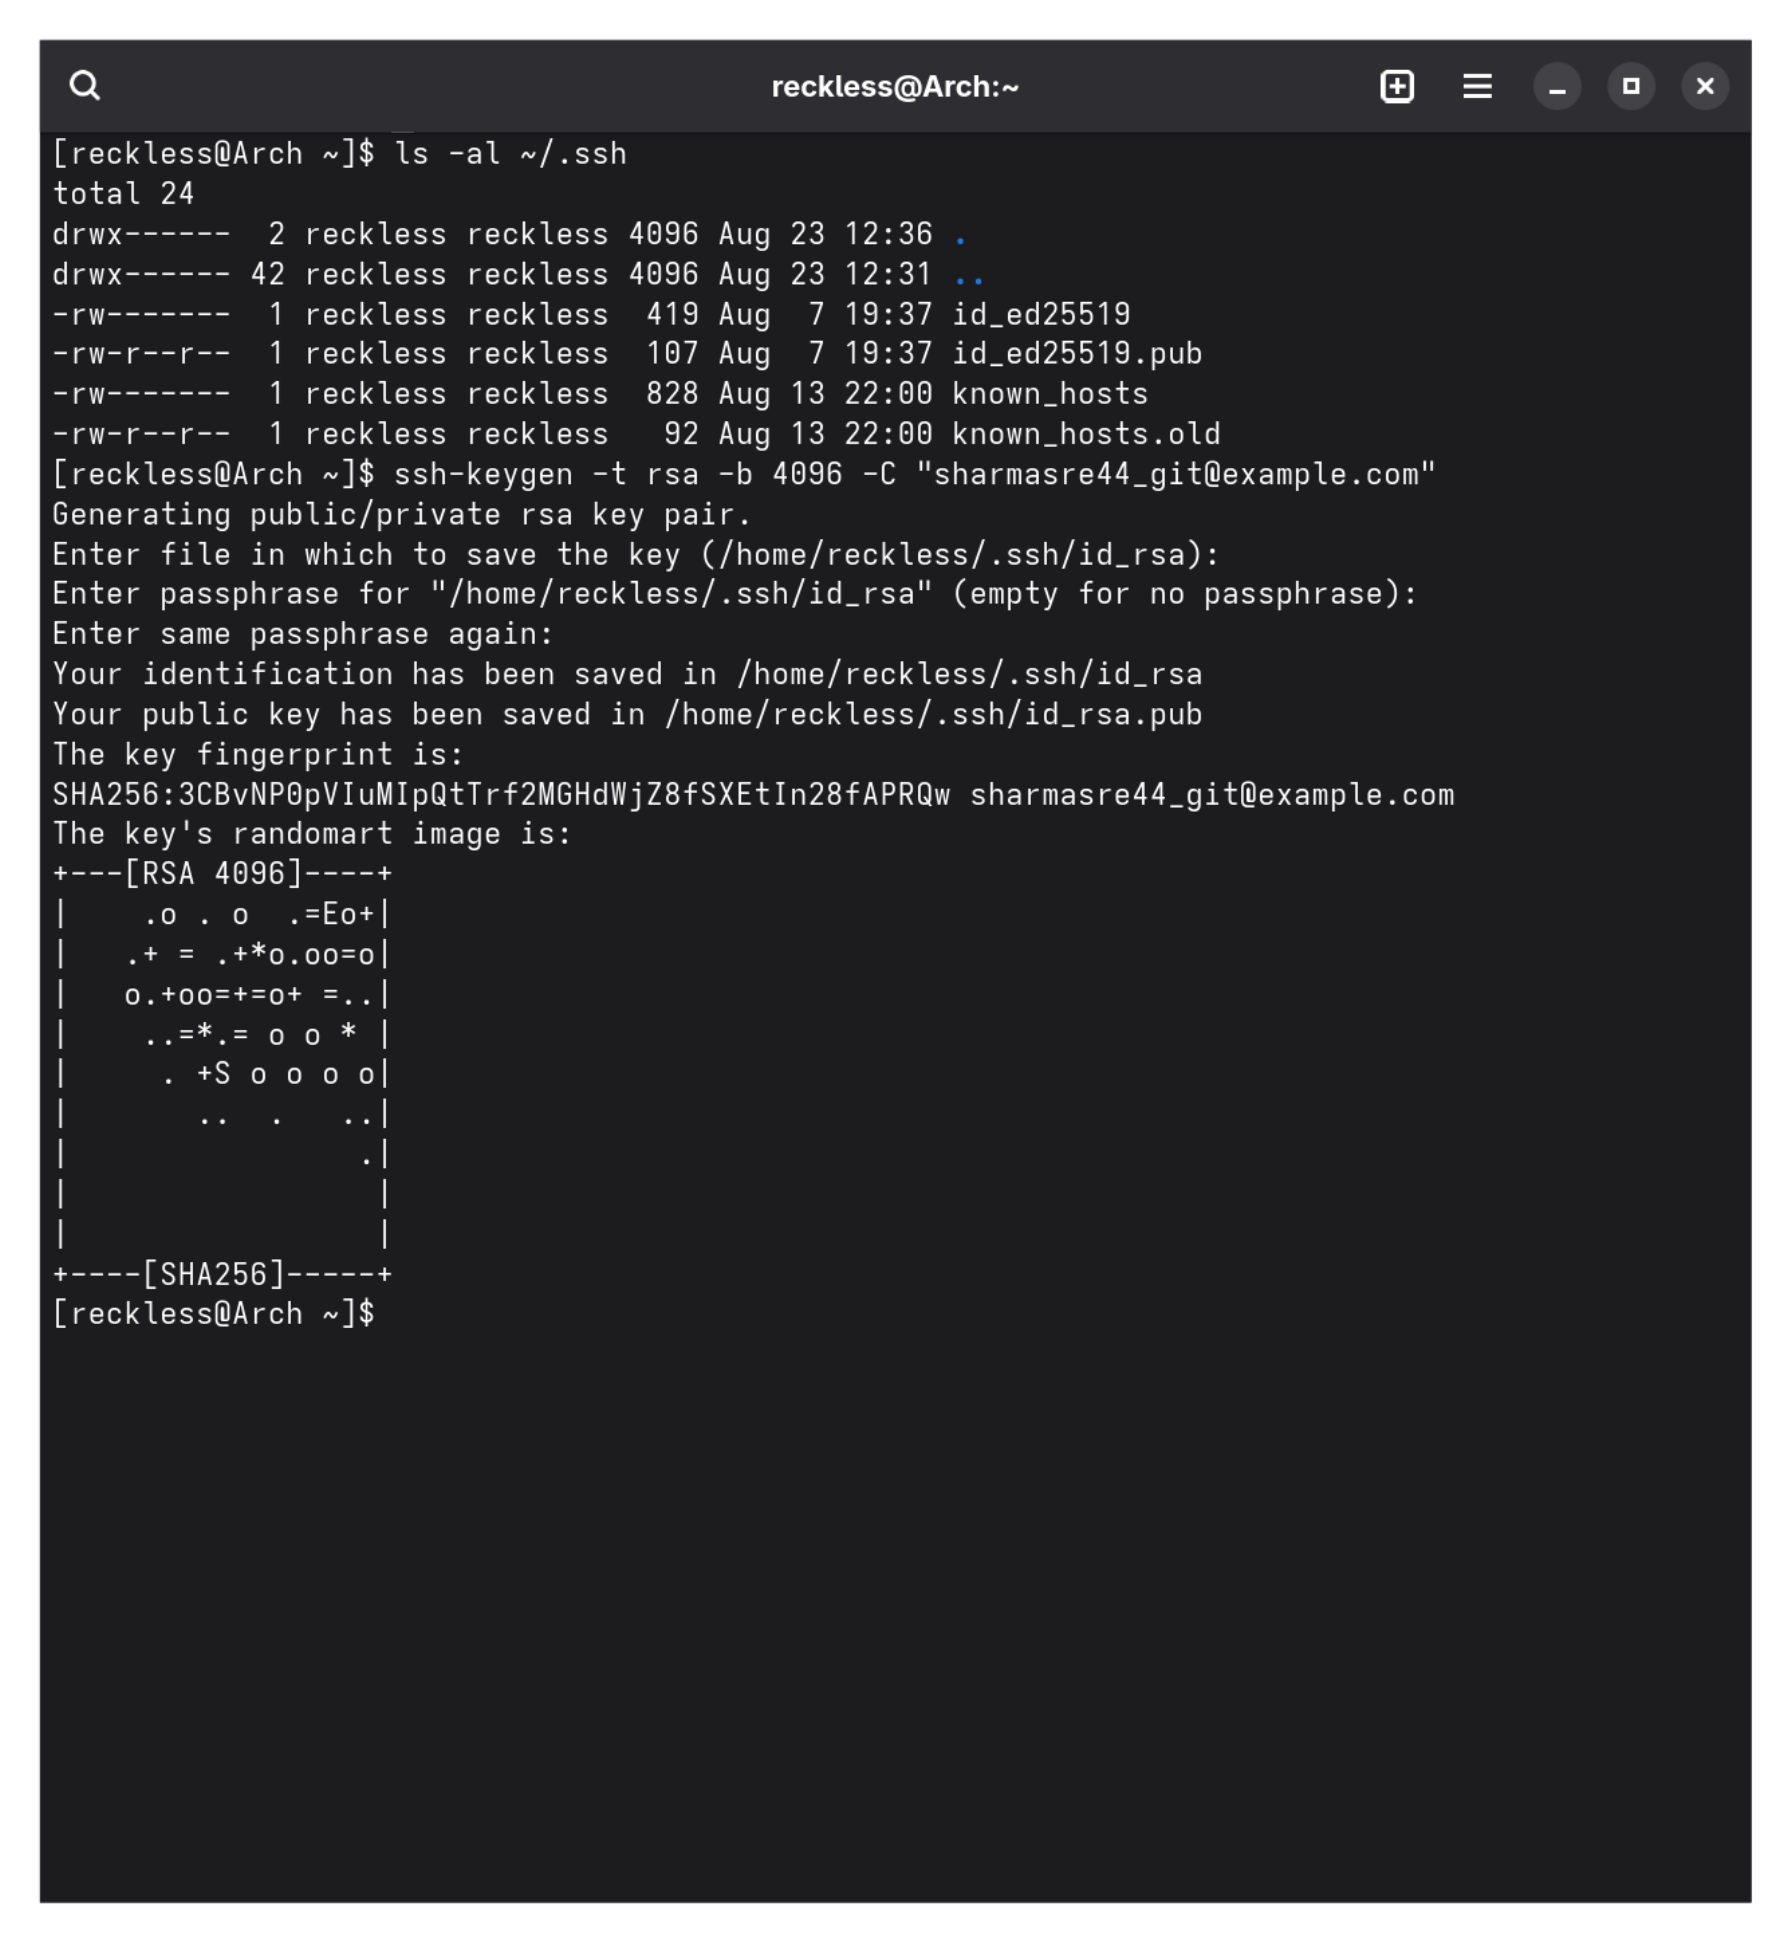 reckless@Arch:~
[reckless@Arch ~]$ ls -al ~/.ssh
total 24
drwx------  2 reckless reckless 4096 Aug 23 12:36 .
drwx------ 42 reckless reckless 4096 Aug 23 12:31 ..
-rw-------  1 reckless reckless  419 Aug  7 19:37 id_ed25519
-rw-r--r--  1 reckless reckless  107 Aug  7 19:37 id_ed25519.pub
-rw-------  1 reckless reckless  828 Aug 13 22:00 known_hosts
-rw-r--r--  1 reckless reckless   92 Aug 13 22:00 known_hosts.old
[reckless@Arch ~]$ ssh-keygen -t rsa -b 4096 -C "sharmasre44_git@example.com"
Generating public/private rsa key pair.
Enter file in which to save the key (/home/reckless/.ssh/id_rsa):
Enter passphrase for "/home/reckless/.ssh/id_rsa" (empty for no passphrase):
Enter same passphrase again:
Your identification has been saved in /home/reckless/.ssh/id_rsa
Your public key has been saved in /home/reckless/.ssh/id_rsa.pub
The key fingerprint is:
SHA256:3CBvNP0pVIuMIpQtTrf2MGHdWjZ8fSXEtIn28fAPRQw sharmasre44_git@example.com
The key's randomart image is:
+---[RSA 4096]----+
|    .o . o  .=Eo+|
|   .+ = .+*o.oo=o|
|   o.+oo=+=o+ =..|
|    ..=*.= o o * |
|     . +S o o o o|
|       ..  .   ..|
|                .|
|                 |
|                 |
+----[SHA256]-----+
[reckless@Arch ~]$